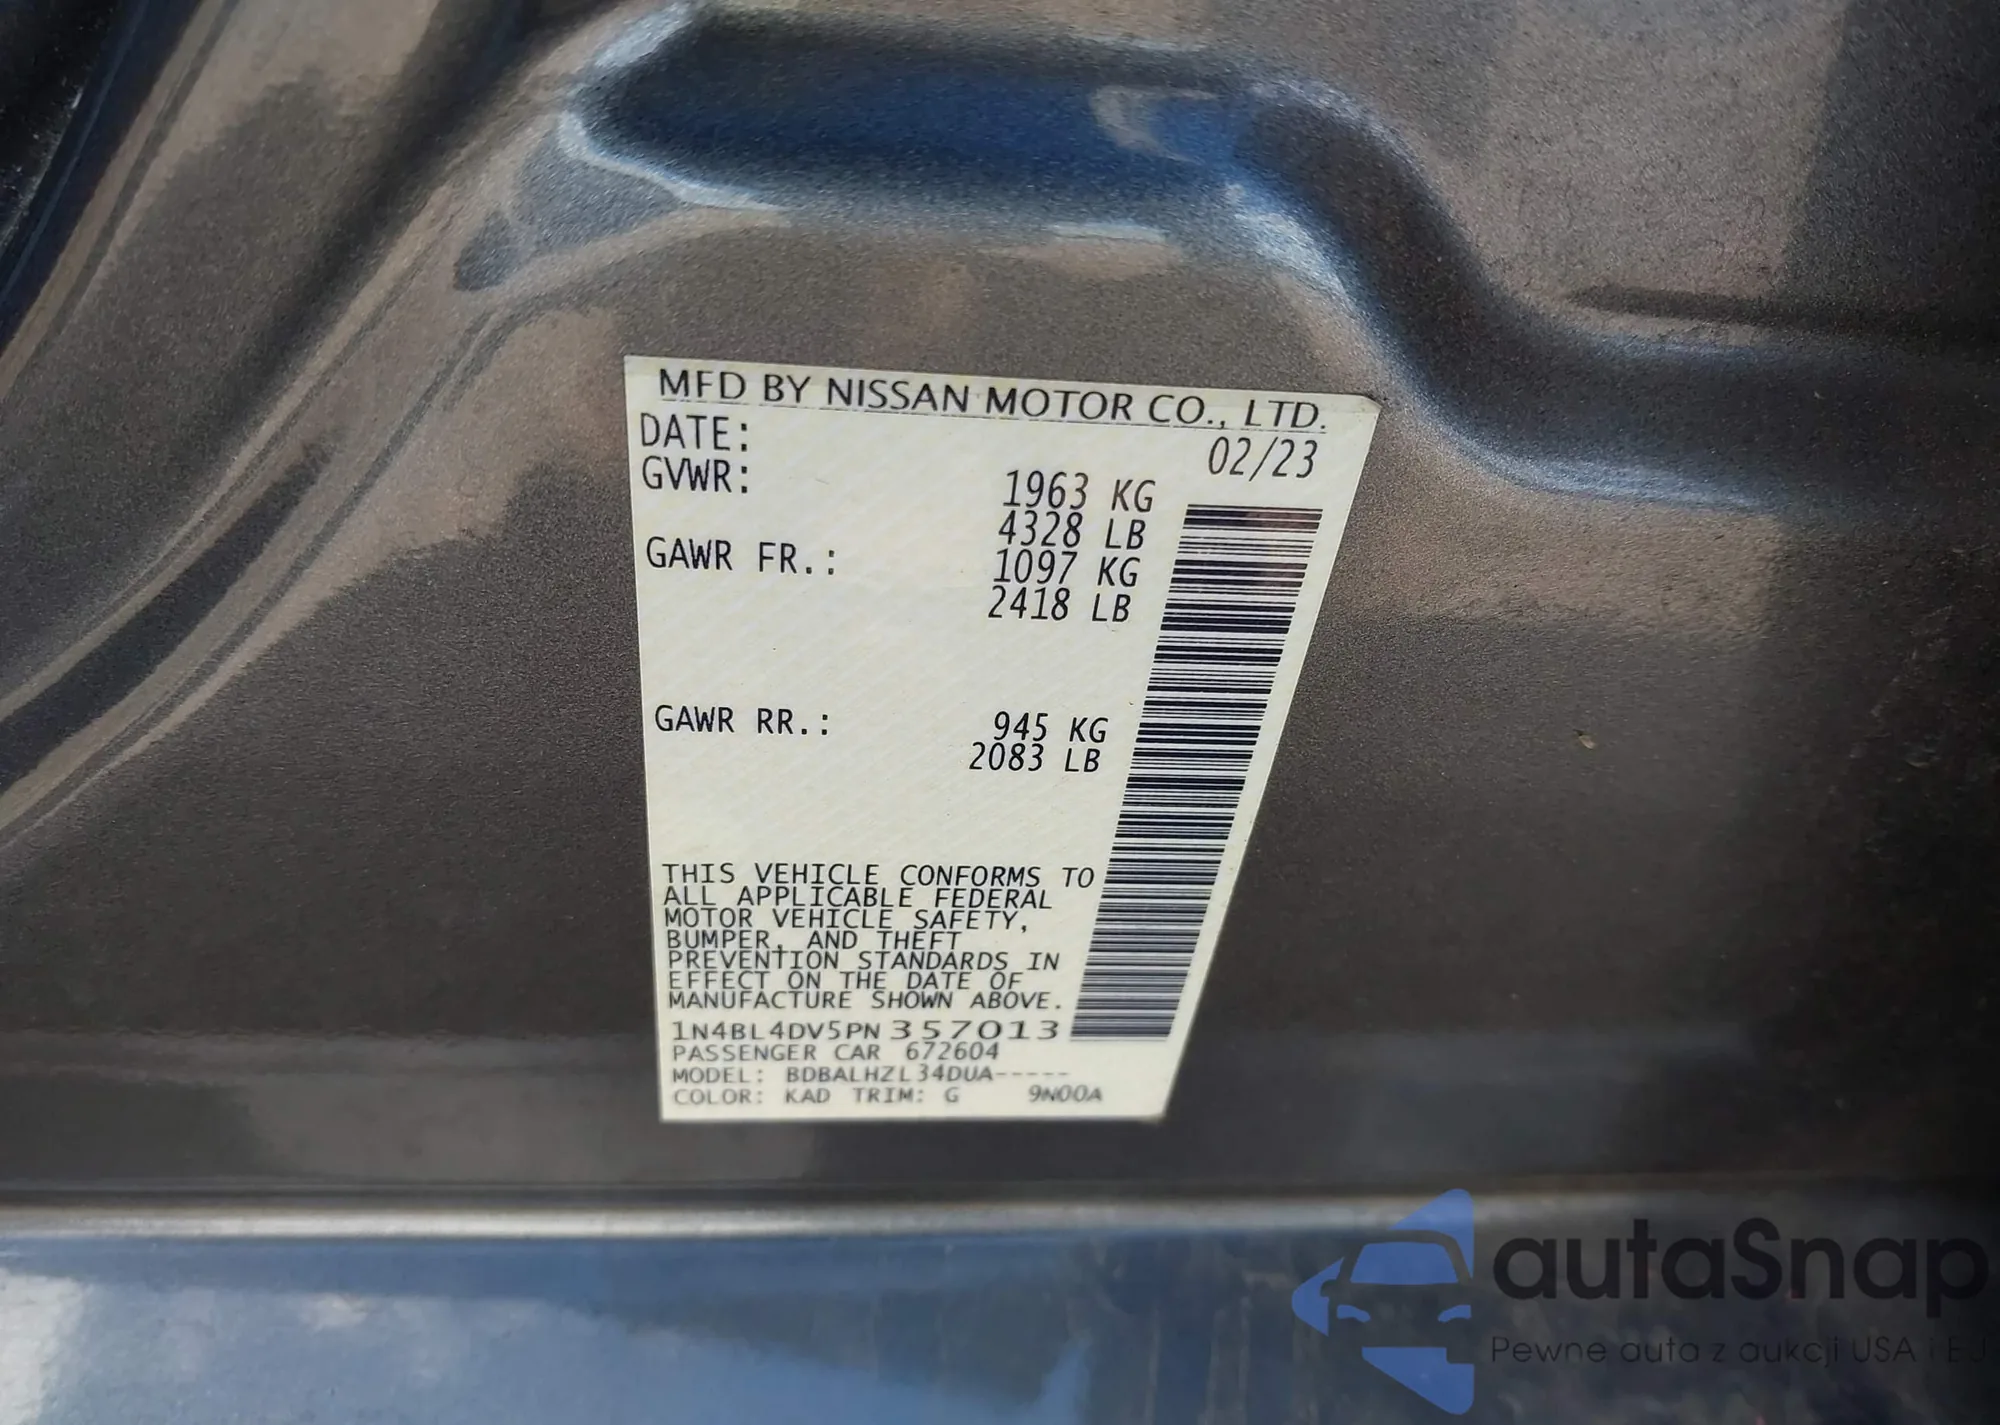 MFD BY NISSAN MOTOR CO., LTD.
DATE: 02/23
GVWR: 1963 KG
4328 LB
GAWR FR.: 1097 KG
2418 LB
GAWR RR.: 945 KG
2083 LB
THIS VEHICLE CONFORMS TO
ALL APPLICABLE FEDERAL
MOTOR VEHICLE SAFETY,
BUMPER, AND THEFT
PREVENTION STANDARDS IN
EFFECT ON THE DATE OF
MANUFACTURE SHOWN ABOVE.
1N4BL4DV5PN357013
PASSENGER CAR 672604
MODEL: BDBALHZL34DUA-----
COLOR: KAD TRIM: G 9N00A
autaSnap
Pewne auta z aukcji USA i EU